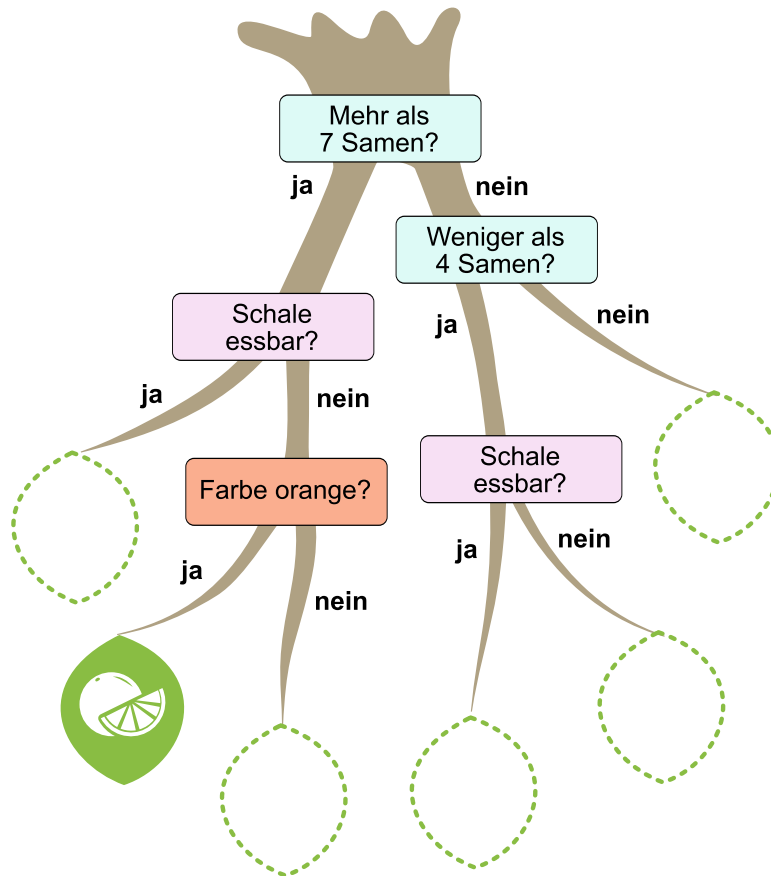 Mehr als
7 Samen?
ja
nein
Weniger als
4 Samen?
Schale
essbar?
ja
nein
ja
nein
Farbe orange?
Schale
essbar?
ja
nein
ja
nein